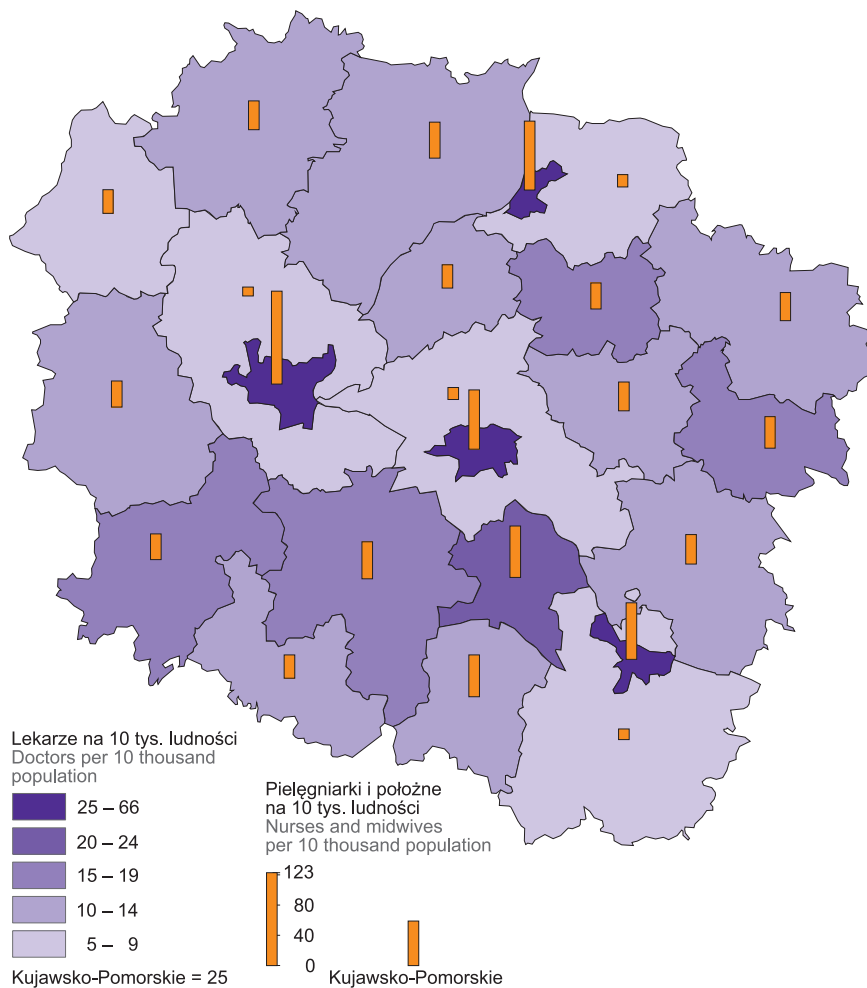 Lekarze na 10 tys. ludności
Doctors per 10 thousand
population
25 – 66
20 – 24
15 – 19
10 – 14
5 – 9
Kujawsko-Pomorskie = 25
Pielęgniarki i położne
na 10 tys. ludności
Nurses and midwives
per 10 thousand population
123
80
40
0
Kujawsko-Pomorskie